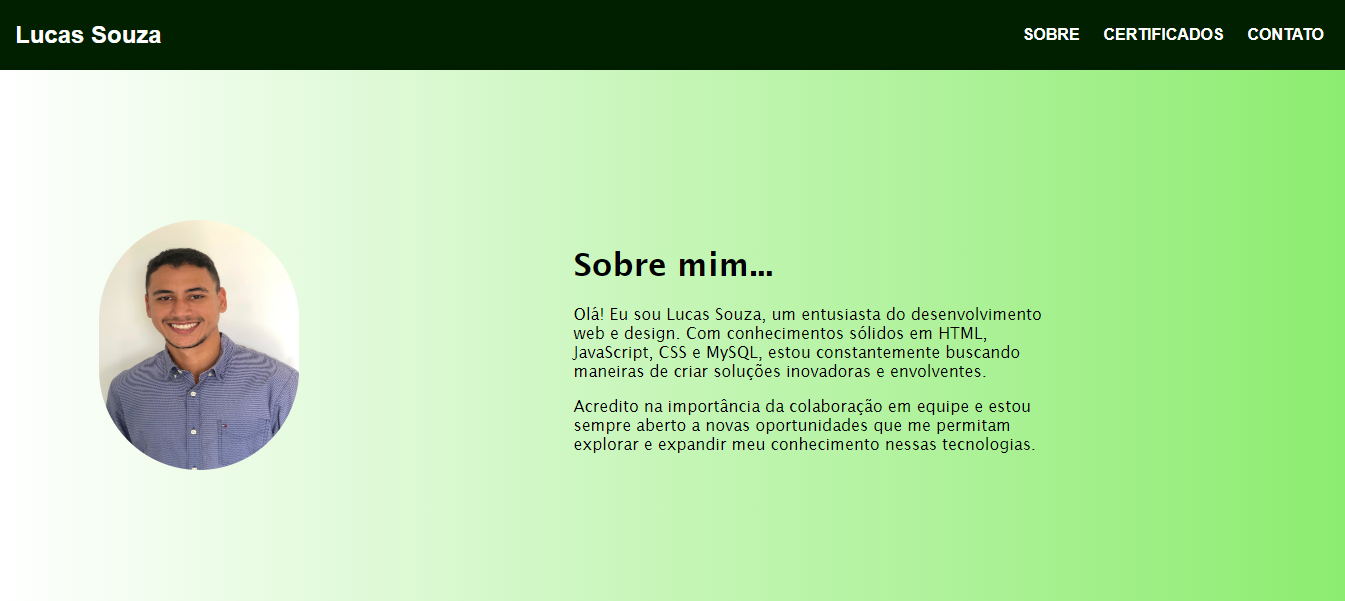 Lucas Souza
SOBRE CERTIFICADOS CONTATO
Sobre mim...
Olá! Eu sou Lucas Souza, um entusiasta do desenvolvimento
web e design. Com conhecimentos sólidos em HTML,
JavaScript, CSS e MySQL, estou constantemente buscando
maneiras de criar soluções inovadoras e envolventes.
Acredito na importância da colaboração em equipe e estou
sempre aberto a novas oportunidades que me permitam
explorar e expandir meu conhecimento nessas tecnologias.